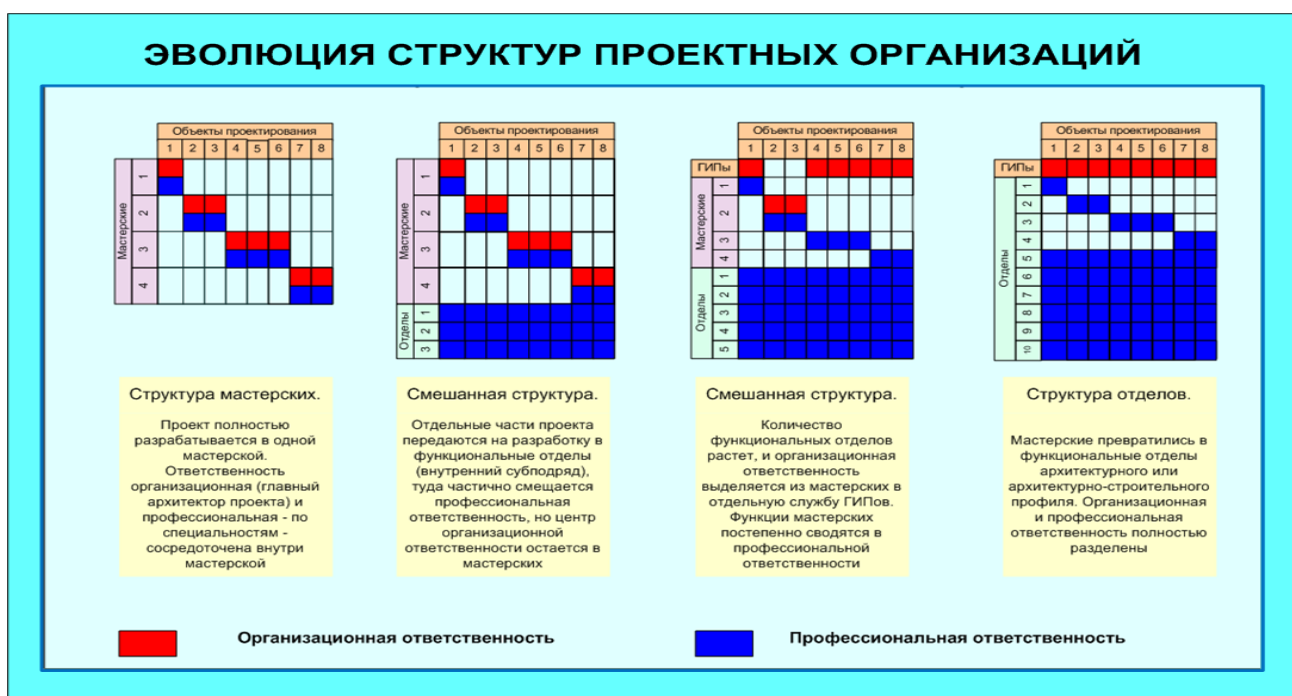 ЭВОЛЮЦИЯ СТРУКТУР ПРОЕКТНЫХ ОРГАНИЗАЦИЙ
Объекты проектирования
1 2 3 4 5 6 7 8
Мастерские
1
2
3
4
Объекты проектирования
1 2 3 4 5 6 7 8
Мастерские
1
2
3
4
Отделы
1
2
3
Объекты проектирования
1 2 3 4 5 6 7 8
ГИПы
Мастерские
1
2
3
4
Отделы
1
2
3
4
5
Объекты проектирования
1 2 3 4 5 6 7 8
ГИПы
Отделы
1
2
3
4
5
6
7
8
9
10
Структура мастерских.
Проект полностью
разрабатывается в одной
мастерской.
Ответственность
организационная (главный
архитектор проекта) и
профессиональная - по
специальностям -
сосредоточена внутри
мастерской
Смешанная структура.
Отдельные части проекта
передаются на разработку в
функциональные отделы
(внутренний субподряд),
туда частично смещается
профессиональная
ответственность, но центр
организационной
ответственности остается в
мастерских
Смешанная структура.
Количество
функциональных отделов
растет, и организационная
ответственность
выделяется из мастерских в
отдельную службу ГИПов.
Функции мастерских
постепенно сводятся в
профессиональной
ответственности
Структура отделов.
Мастерские превратились в
функциональные отделы
архитектурного или
архитектурно-строительного
профиля. Организационная
и профессиональная
ответственность полностью
разделены
Организационная ответственность
Профессиональная ответственность